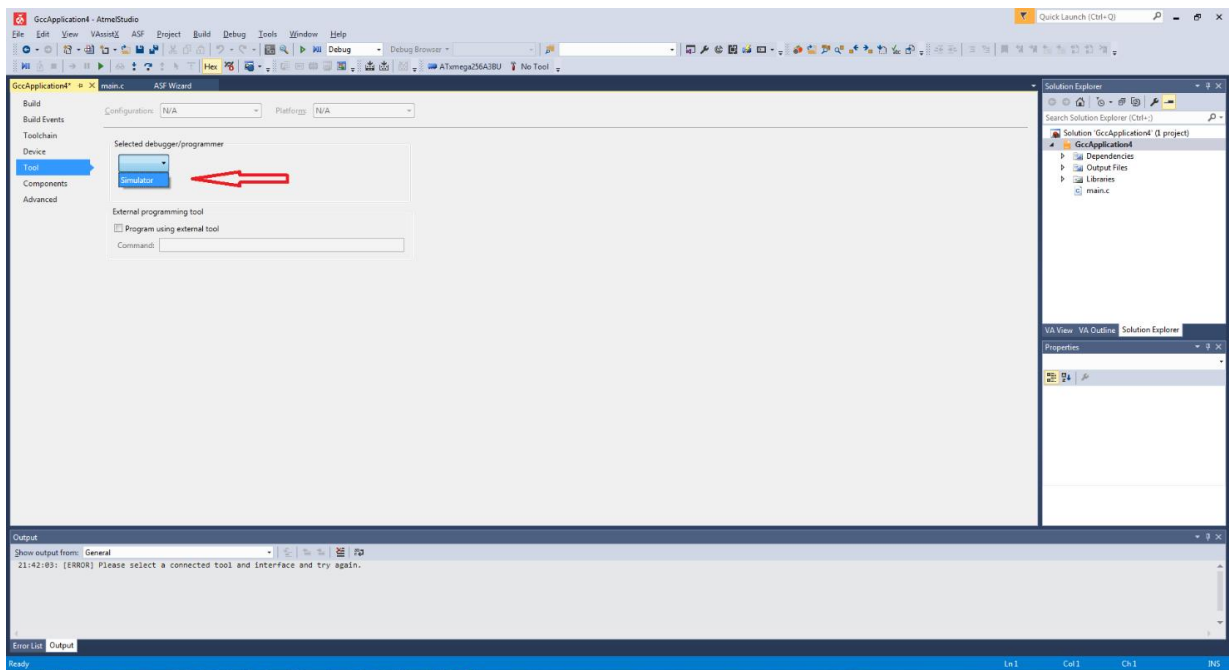 GccApplication4 - AtmelStudio
Quick Launch (Ctrl+Q)
File Edit View VAssistX ASF Project Build Debug Tools Window Help
Debug Debug Browser
Hex ATxmega256A3BU No Tool
GccApplication4* main.c ASF Wizard
Build
Build Events
Toolchain
Device
Tool
Components
Advanced
Configuration: N/A Platform: N/A
Selected debugger/programmer
Simulator
External programming tool
Program using external tool
Command:
Solution Explorer
Search Solution Explorer (Ctrl+;)
Solution 'GccApplication4' (1 project)
GccApplication4
Dependencies
Output Files
Libraries
main.c
VA View VA Outline Solution Explorer
Properties
Output
Show output from: General
21:42:03: [ERROR] Please select a connected tool and interface and try again.
Error List Output
Ready Ln 1 Col 1 Ch 1 INS